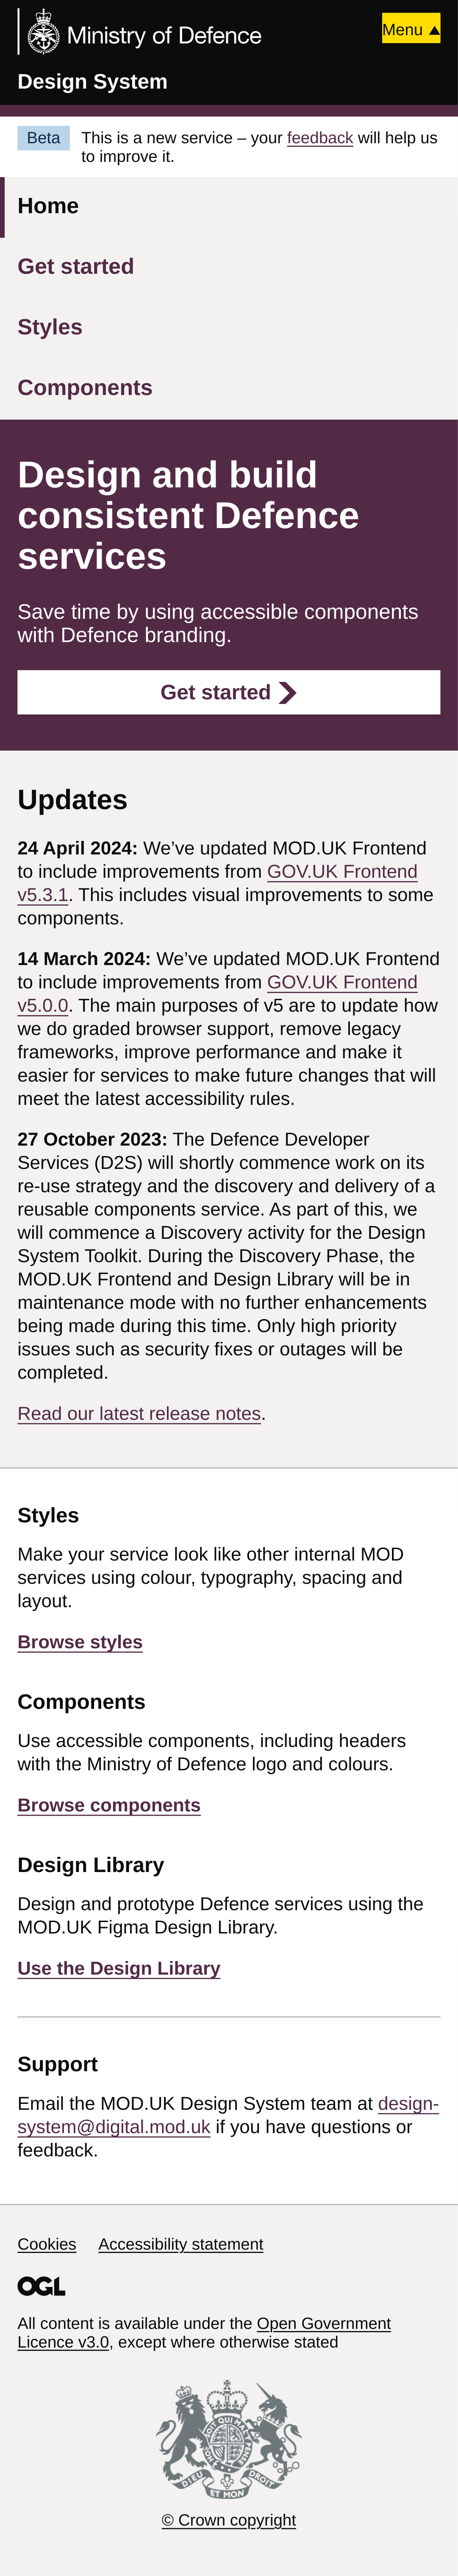 Ministry of Defence
Menu ▲
Design System
Beta
This is a new service – your feedback will help us
to improve it.
Home
Get started
Styles
Components
Design and build
consistent Defence
services
Save time by using accessible components
with Defence branding.
Get started
Updates
24 April 2024: We’ve updated MOD.UK Frontend
to include improvements from GOV.UK Frontend
v5.3.1. This includes visual improvements to some
components.
14 March 2024: We’ve updated MOD.UK Frontend
to include improvements from GOV.UK Frontend
v5.0.0. The main purposes of v5 are to update how
we do graded browser support, remove legacy
frameworks, improve performance and make it
easier for services to make future changes that will
meet the latest accessibility rules.
27 October 2023: The Defence Developer
Services (D2S) will shortly commence work on its
re-use strategy and the discovery and delivery of a
reusable components service. As part of this, we
will commence a Discovery activity for the Design
System Toolkit. During the Discovery Phase, the
MOD.UK Frontend and Design Library will be in
maintenance mode with no further enhancements
being made during this time. Only high priority
issues such as security fixes or outages will be
completed.
Read our latest release notes.
Styles
Make your service look like other internal MOD
services using colour, typography, spacing and
layout.
Browse styles
Components
Use accessible components, including headers
with the Ministry of Defence logo and colours.
Browse components
Design Library
Design and prototype Defence services using the
MOD.UK Figma Design Library.
Use the Design Library
Support
Email the MOD.UK Design System team at design-
system@digital.mod.uk if you have questions or
feedback.
Cookies Accessibility statement
OGL
All content is available under the Open Government
Licence v3.0, except where otherwise stated
DIEU ET MON DROIT
© Crown copyright